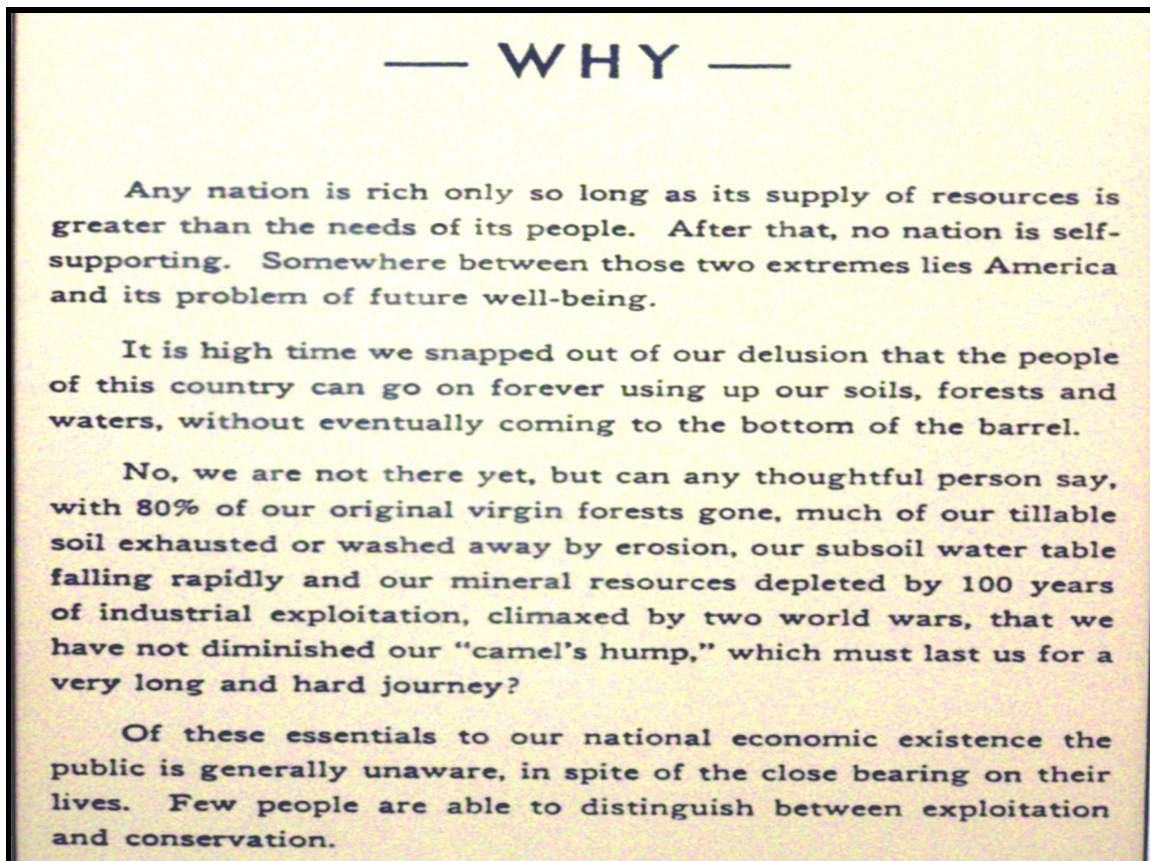 — WHY —
Any nation is rich only so long as its supply of resources is
greater than the needs of its people. After that, no nation is self-
supporting. Somewhere between those two extremes lies America
and its problem of future well-being.
It is high time we snapped out of our delusion that the people
of this country can go on forever using up our soils, forests and
waters, without eventually coming to the bottom of the barrel.
No, we are not there yet, but can any thoughtful person say,
with 80% of our original virgin forests gone, much of our tillable
soil exhausted or washed away by erosion, our subsoil water table
falling rapidly and our mineral resources depleted by 100 years
of industrial exploitation, climaxed by two world wars, that we
have not diminished our “camel’s hump,” which must last us for a
very long and hard journey?
Of these essentials to our national economic existence the
public is generally unaware, in spite of the close bearing on their
lives. Few people are able to distinguish between exploitation
and conservation.